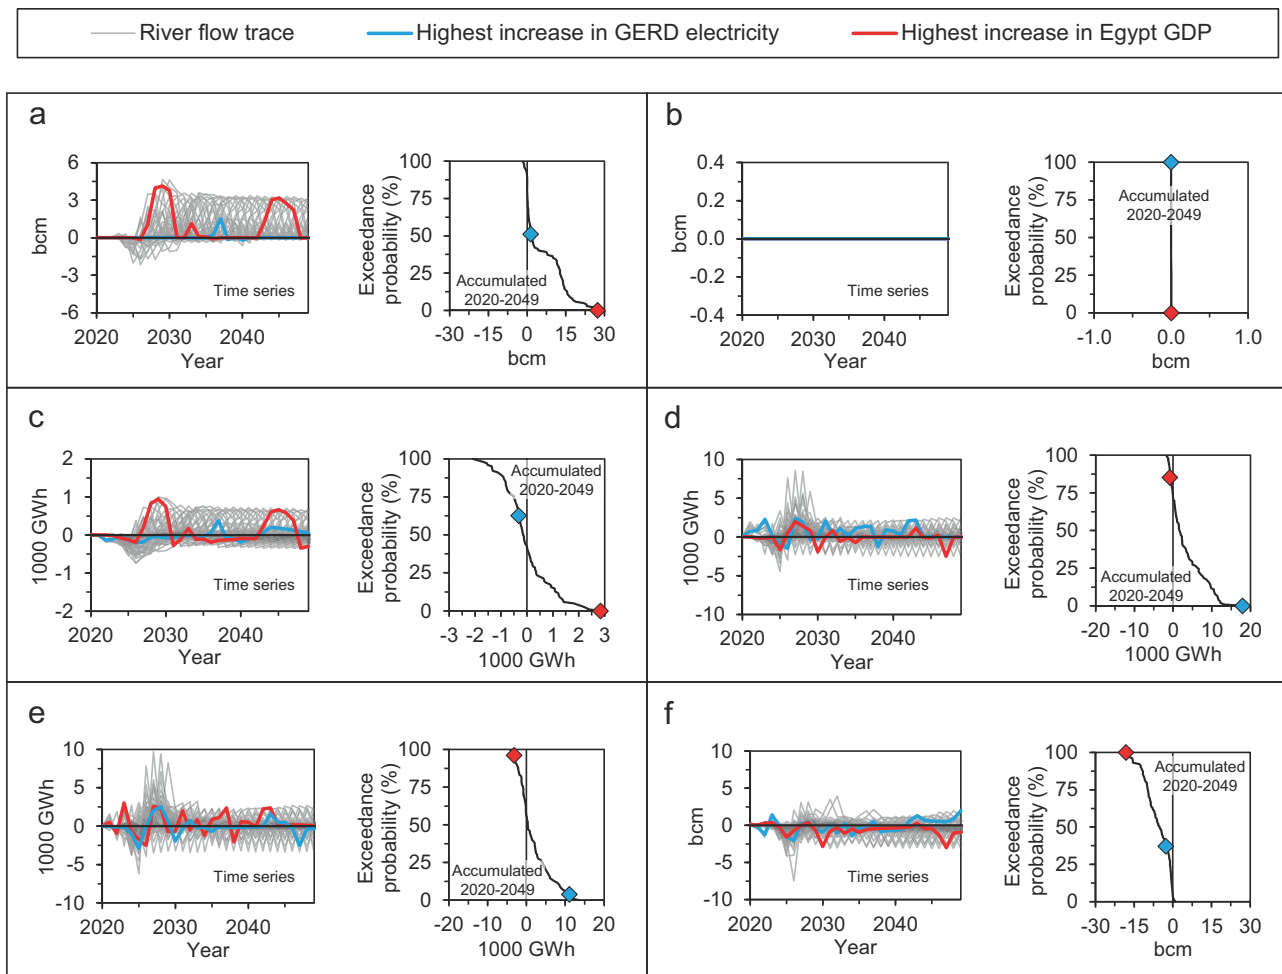 River flow trace
Highest increase in GERD electricity
Highest increase in Egypt GDP
a
6
3
0
-3
-6
bcm
2020
2030
2040
Year
Time series
100
75
50
25
0
Exceedance
probability (%)
Accumulated
2020-2049
-30
-15
0
15
30
bcm
b
0.4
0.2
0.0
-0.2
-0.4
bcm
2020
2030
2040
Year
Time series
100
75
50
25
0
Exceedance
probability (%)
Accumulated
2020-2049
-1.0
0.0
1.0
bcm
c
2
1
0
-1
-2
1000 GWh
2020
2030
2040
Year
Time series
100
75
50
25
0
Exceedance
probability (%)
Accumulated
2020-2049
-3
-2
-1
0
1
2
3
1000 GWh
d
10
5
0
-5
-10
1000 GWh
2020
2030
2040
Year
Time series
100
75
50
25
0
Exceedance
probability (%)
Accumulated
2020-2049
-20
-10
0
10
20
1000 GWh
e
10
5
0
-5
-10
1000 GWh
2020
2030
2040
Year
Time series
100
75
50
25
0
Exceedance
probability (%)
Accumulated
2020-2049
-20
-10
0
10
20
1000 GWh
f
10
5
0
-5
-10
bcm
2020
2030
2040
Year
Time series
100
75
50
25
0
Exceedance
probability (%)
Accumulated
2020-2049
-30
-15
0
15
30
bcm